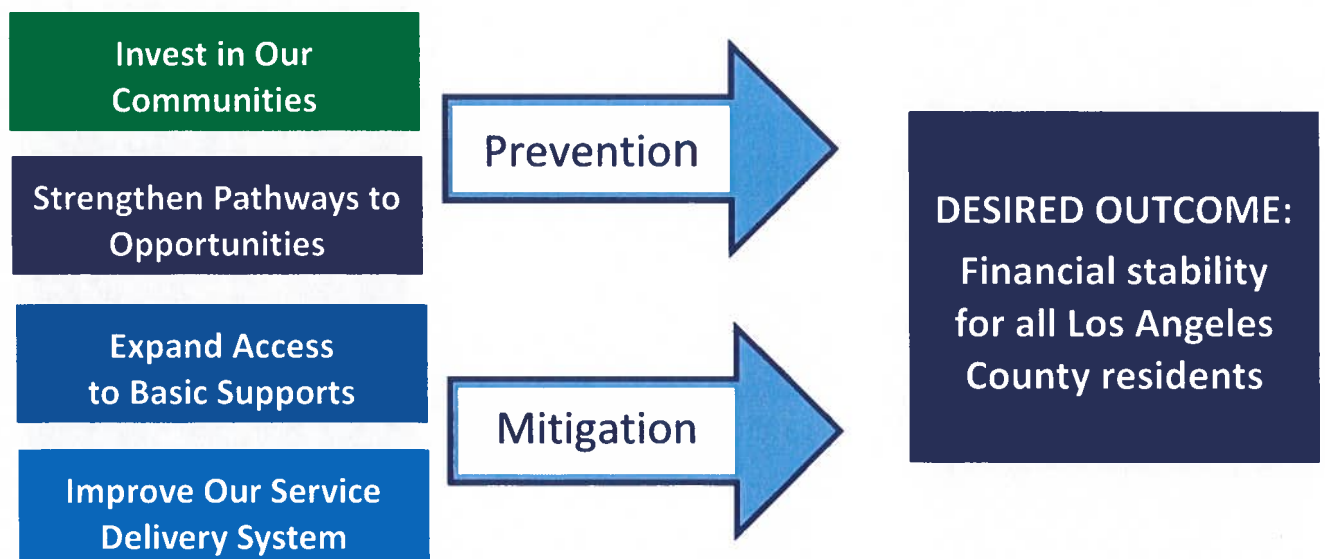 Invest in Our
Communities
Strengthen Pathways to
Opportunities
Expand Access
to Basic Supports
Improve Our Service
Delivery System
Prevention
Mitigation
DESIRED OUTCOME:
Financial stability
for all Los Angeles
County residents